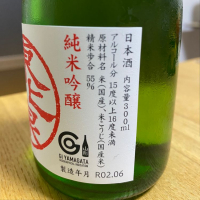 日本酒 内容量300ml
アルコール分 15度以上16度未満
原材料名 米(国産)、米こうじ(国産米)
精米歩合 55%
純米吟醸
GI YAMAGATA
製造年月 R02.06